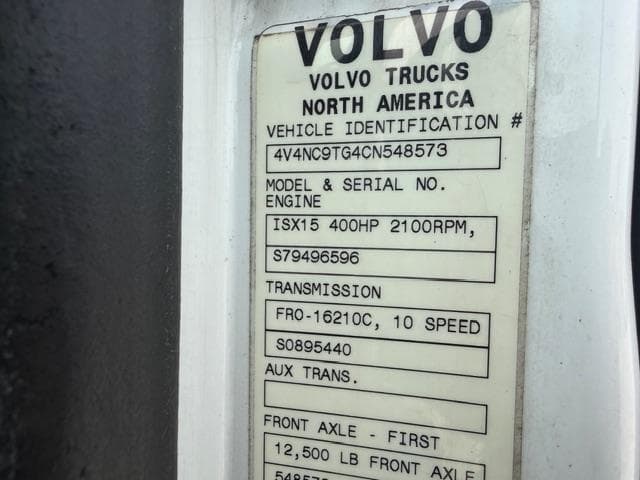 VOLVO
VOLVO TRUCKS
NORTH AMERICA
VEHICLE IDENTIFICATION #
4V4NC9TG4CN548573
MODEL & SERIAL NO.
ENGINE
ISX15 400HP 2100RPM,
S79496596
TRANSMISSION
FRO-16210C, 10 SPEED
S0895440
AUX TRANS.
FRONT AXLE - FIRST
12,500 LB FRONT AXLE